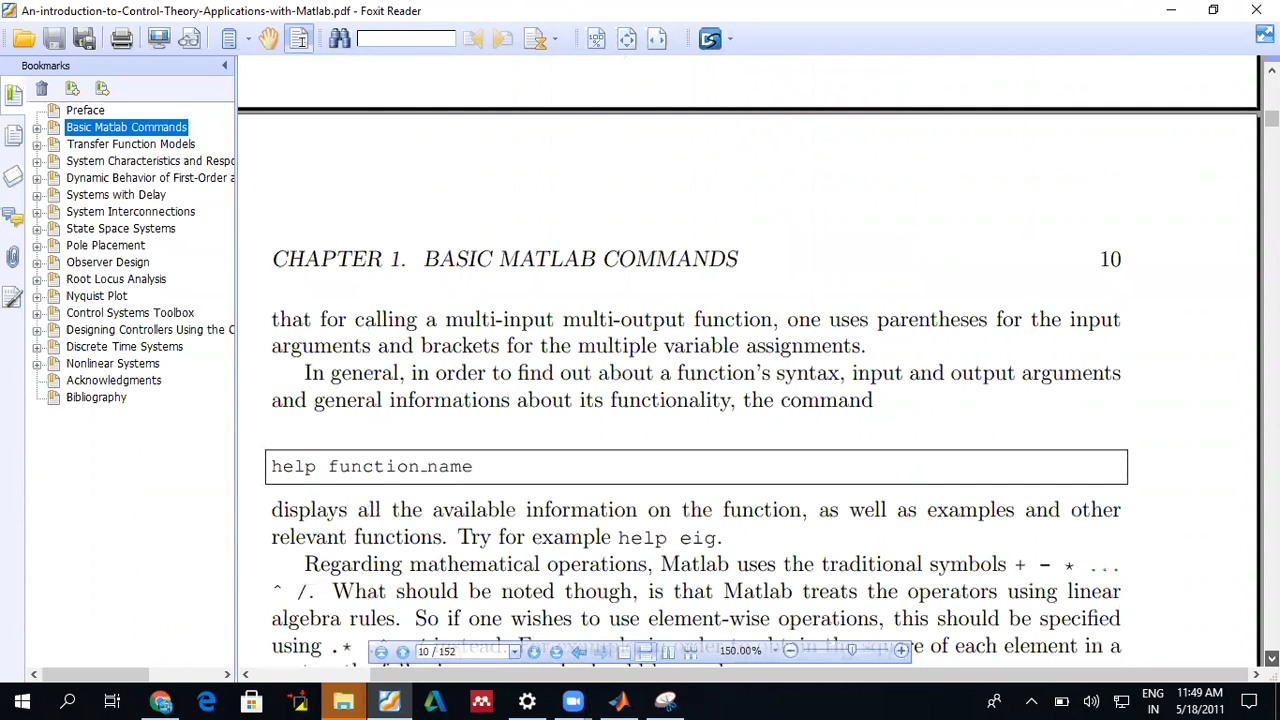 An-introduction-to-Control-Theory-Applications-with-Matlab.pdf - Foxit Reader
Bookmarks
Preface
Basic Matlab Commands
Transfer Function Models
System Characteristics and Respo
Dynamic Behavior of First-Order a
Systems with Delay
System Interconnections
State Space Systems
Pole Placement
Observer Design
Root Locus Analysis
Nyquist Plot
Control Systems Toolbox
Designing Controllers Using the C
Discrete Time Systems
Nonlinear Systems
Acknowledgments
Bibliography
CHAPTER 1. BASIC MATLAB COMMANDS 10
that for calling a multi-input multi-output function, one uses parentheses for the input
arguments and brackets for the multiple variable assignments.
In general, in order to find out about a function's syntax, input and output arguments
and general informations about its functionality, the command
help function_name
displays all the available information on the function, as well as examples and other
relevant functions. Try for example help eig.
Regarding mathematical operations, Matlab uses the traditional symbols + - * ...
^ /. What should be noted though, is that Matlab treats the operators using linear
algebra rules. So if one wishes to use element-wise operations, this should be specified
using .* instead. of each element in a
10 / 152
150.00%
ENG
IN
11:49 AM
5/18/2011